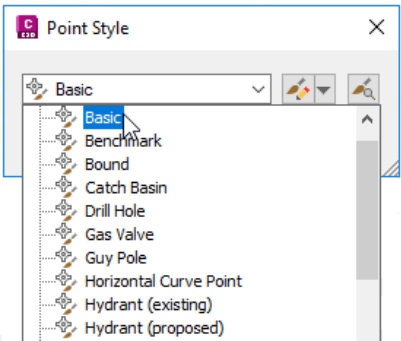 C
C3D
Point Style
Basic
Basic
Benchmark
Bound
Catch Basin
Drill Hole
Gas Valve
Guy Pole
Horizontal Curve Point
Hydrant (existing)
Hydrant (proposed)